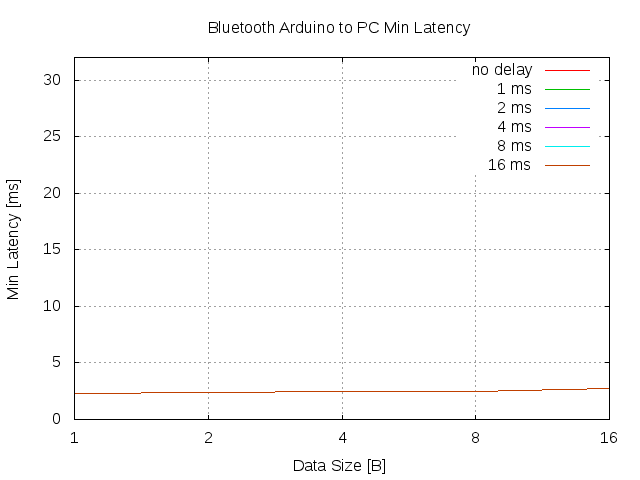 Bluetooth Arduino to PC Min Latency
no delay
1 ms
2 ms
4 ms
8 ms
16 ms
30
25
20
15
10
5
0
Min Latency [ms]
1 2 4 8 16
Data Size [B]